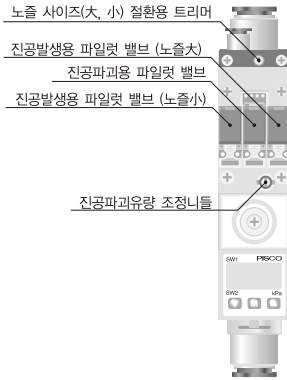 노즐 사이즈(大, 小) 절환용 트리머
진공발생용 파일럿 밸브 (노즐大)
진공파괴용 파일럿 밸브
진공발생용 파일럿 밸브 (노즐小)
진공파괴유량 조정니들
SW1 PISCO
SW2 kPa